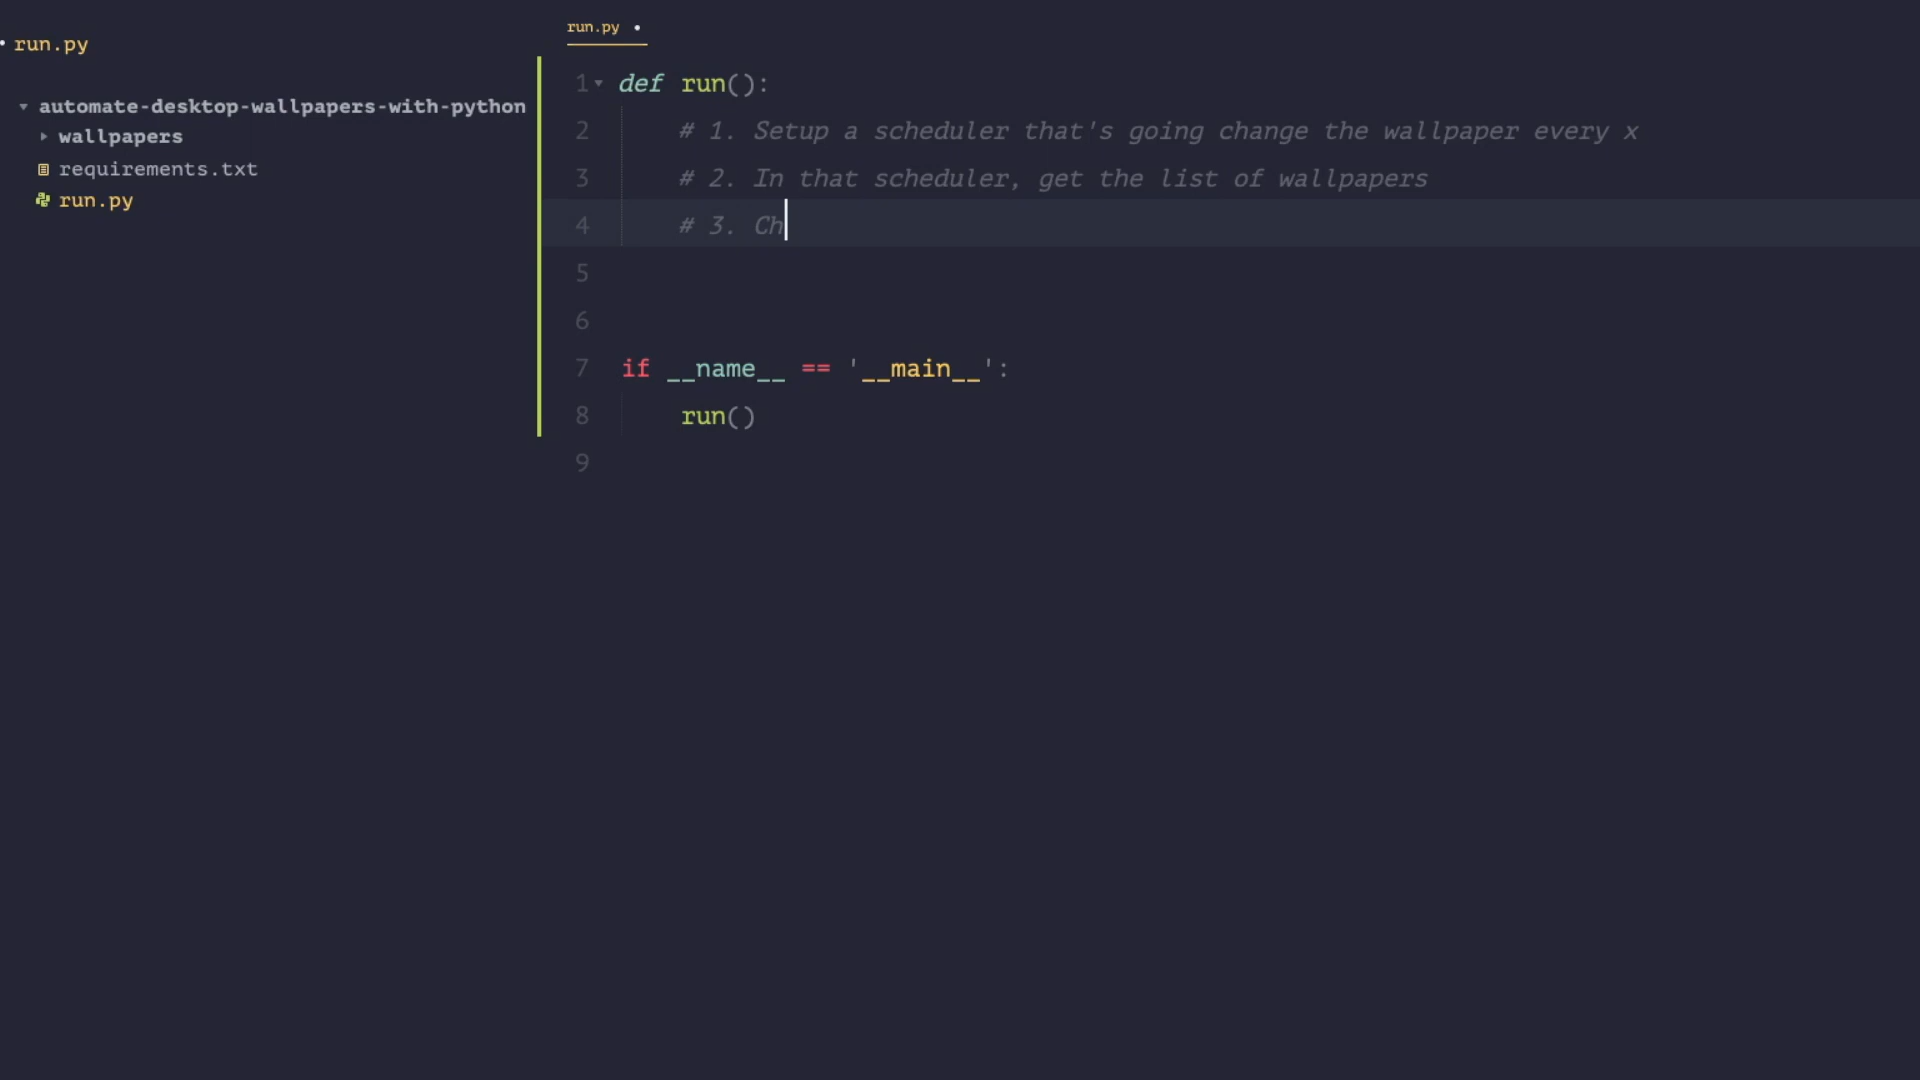 run.py
automate-desktop-wallpapers-with-python
wallpapers
requirements.txt
run.py
run.py
1 def run():
2 # 1. Setup a scheduler that's going change the wallpaper every x
3 # 2. In that scheduler, get the list of wallpapers
4 # 3. Ch
5
6
7 if __name__ == '__main__':
8 run()
9